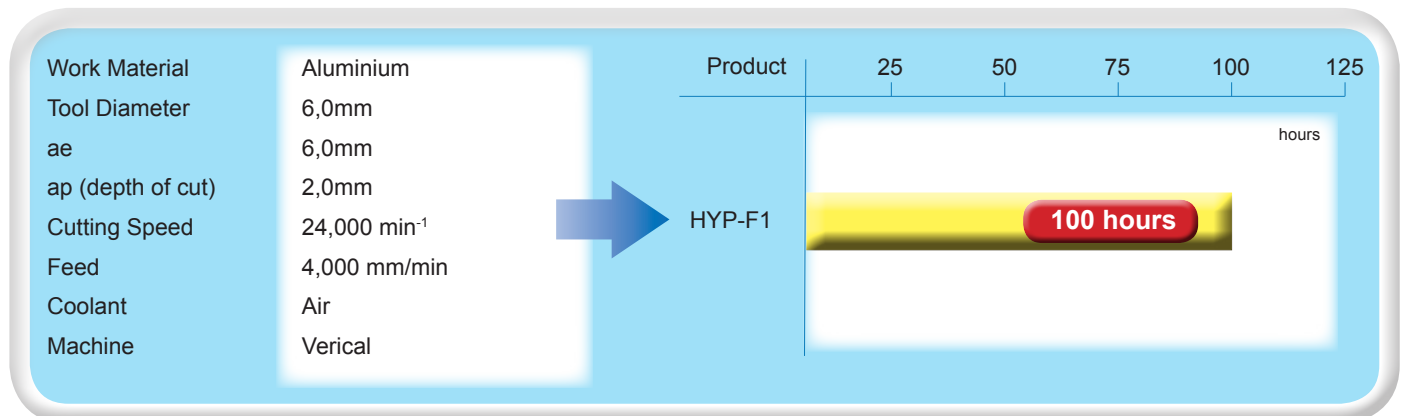 Work Material Aluminium
Tool Diameter 6,0mm
ae 6,0mm
ap (depth of cut) 2,0mm
Cutting Speed 24,000 min⁻¹
Feed 4,000 mm/min
Coolant Air
Machine Verical
Product 25 50 75 100 125
hours
HYP-F1 100 hours